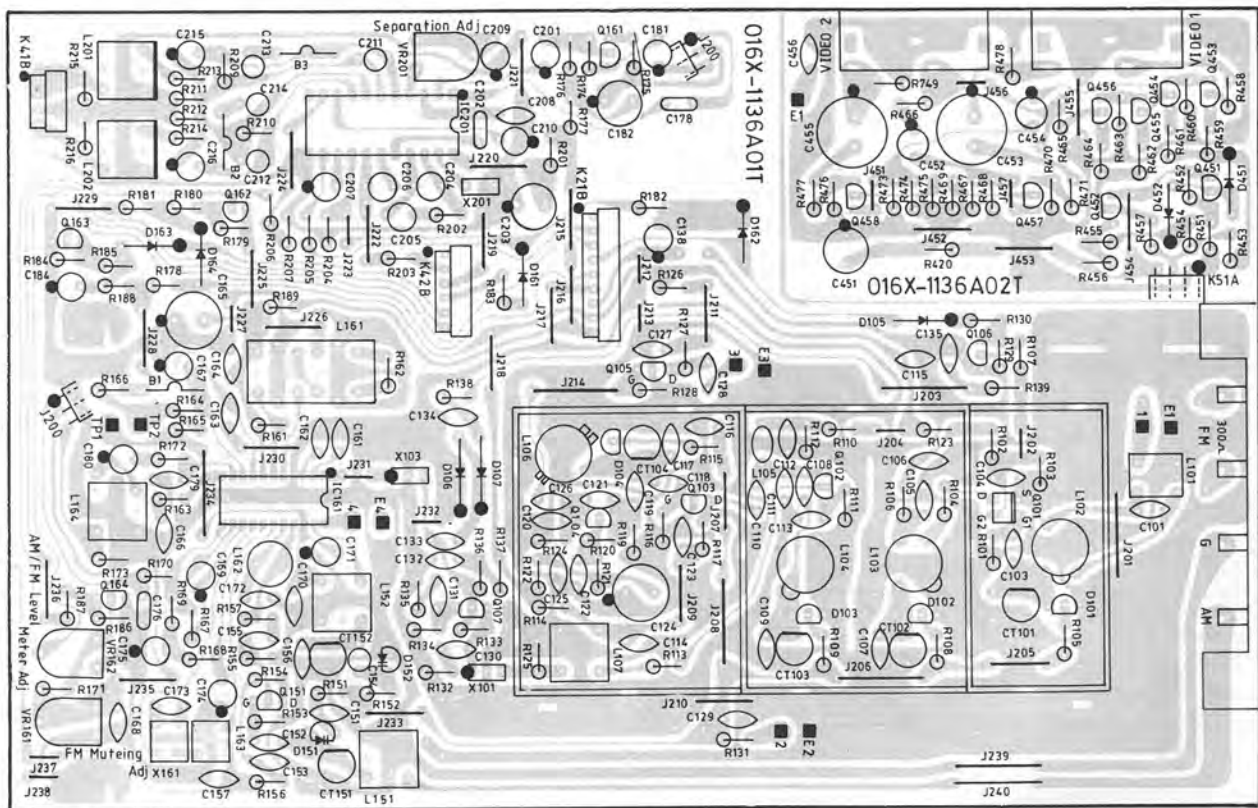 K41B
R215
L201
C215
R213
R211
R212
R214
R209
C213
B3
C214
R210
C211
Separation Adj
VR201
C209
C202
IC201
J221
C201
R176
Q161
R174
R177
C181
R175
J200
C208
C210
C182
C178
016X-1136A01T
VIDEO 2
VIDEO 1
C456
E1
R749
R478
R466
J456
C455
C454
J455
Q456
Q454
Q453
R458
R465
R463
Q455
R460
R459
R461
R216
L202
C216
B2
C212
J224
C207
C206
C204
J220
X201
R201
K21B
J451
C452
C453
R470
R464
R462
R452
Q451
D451
J229
R181
R180
Q162
Q163
D163
R179
D164
R206
R207
R205
R204
J223
J222
C205
R202
R203
K42B
J219
C203
J215
R182
C138
D162
R477
R476
Q458
R473
R474
R475
R469
R467
R468
J457
Q457
R471
Q452
D452
R455
R457
R454
R451
R453
J452
R420
J453
R456
J454
K51A
C451
016X-1136A02T
R184
C184
R185
R188
R178
C165
J225
R189
J226
J227
J228
L161
R183
D161
J216
J217
J212
R126
J213
R127
J211
C127
D105
C135
Q106
R130
R129
R107
C167
C164
B1
R166
R164
R165
C163
J200
TP1
TP2
R162
R138
C134
J218
Q105
G
D
R128
C128
3
E3
J214
C115
J203
R139
1
E1
300Ω
FM
C180
R172
C179
R161
J230
C162
C161
J231
X103
D106
D107
L106
D104
CT104
C117
C116
R115
L105
C112
R112
C108
R110
Q102
J204
R123
C106
R102
J202
R103
L101
C101
L164
R163
J234
IC161
E4
4
J232
C126
C121
C120
Q104
C119
G
C118
Q103
D
J207
C111
C113
C110
R111
R106
C105
R104
C104
D
S
G2
G1
Q101
L102
C166
R173
R170
C171
C133
C132
R136
R137
R124
R120
R119
R116
R117
L104
L103
R101
C103
J201
G
AM/FM Level
J236
R187
Q164
R186
C176
R169
C169
R167
R168
L162
C172
R157
C155
R155
C170
L152
R135
C131
Q107
R122
R121
R114
C125
C122
C124
C123
J209
J208
C109
D103
CT103
R109
C107
CT102
D102
R108
CT101
D101
R105
AM
Meter Adj
VR162
C175
R171
J235
C173
C174
C156
R154
CT152
C154
D152
R134
R133
C130
R132
X101
R125
L107
C114
R113
J206
J205
VR161
C168
FM Muteing
Adj
X161
G
Q151
D
R153
L163
C152
D151
R151
C151
R152
J233
J210
C129
R131
2
E2
J237
J238
C157
C153
R156
CT151
L151
J239
J240